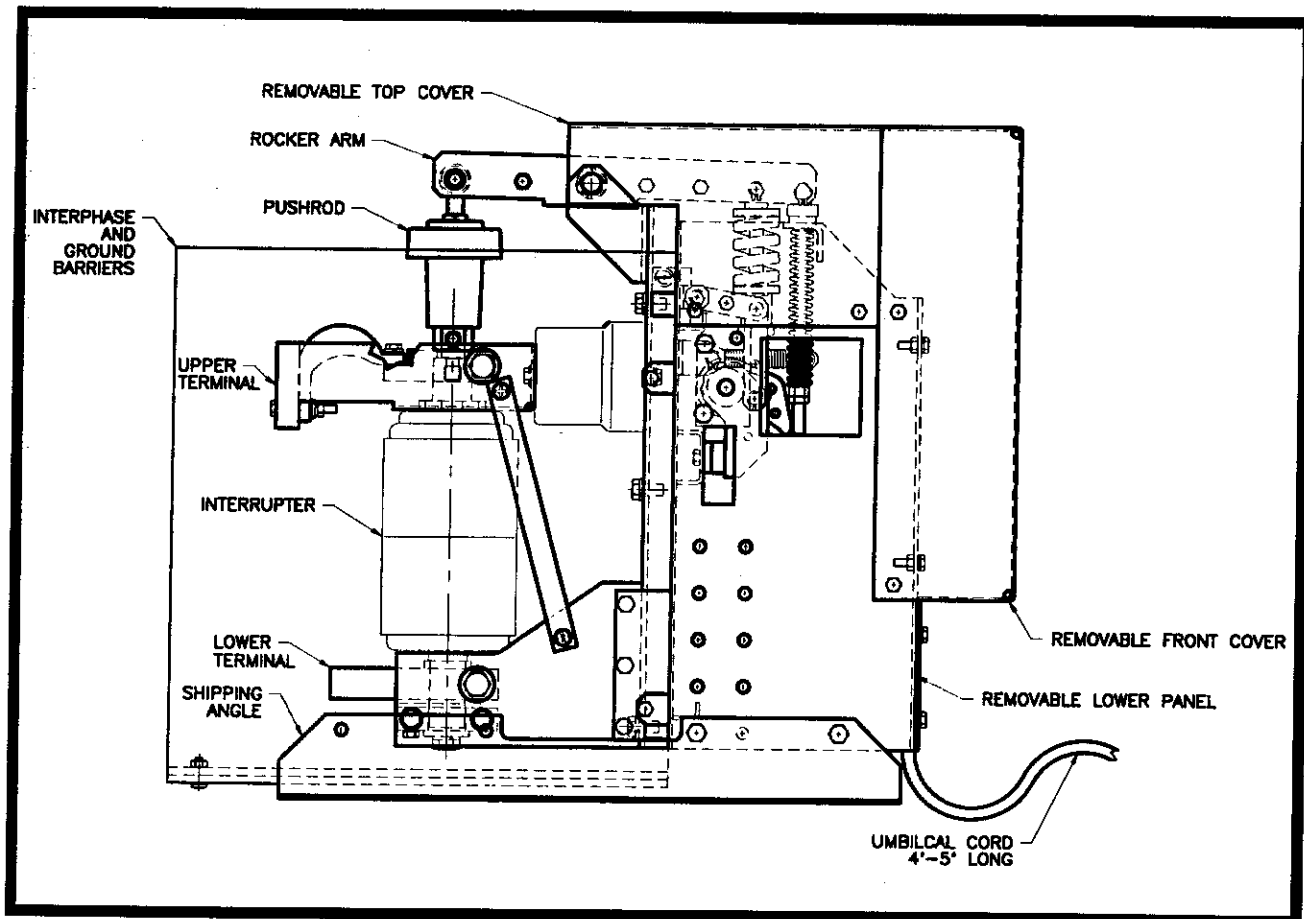 REMOVABLE TOP COVER
ROCKER ARM
PUSHROD
INTERPHASE
AND
GROUND
BARRIERS
UPPER
TERMINAL
INTERRUPTER
LOWER
TERMINAL
SHIPPING
ANGLE
REMOVABLE FRONT COVER
REMOVABLE LOWER PANEL
UMBILCAL CORD
4'-5" LONG